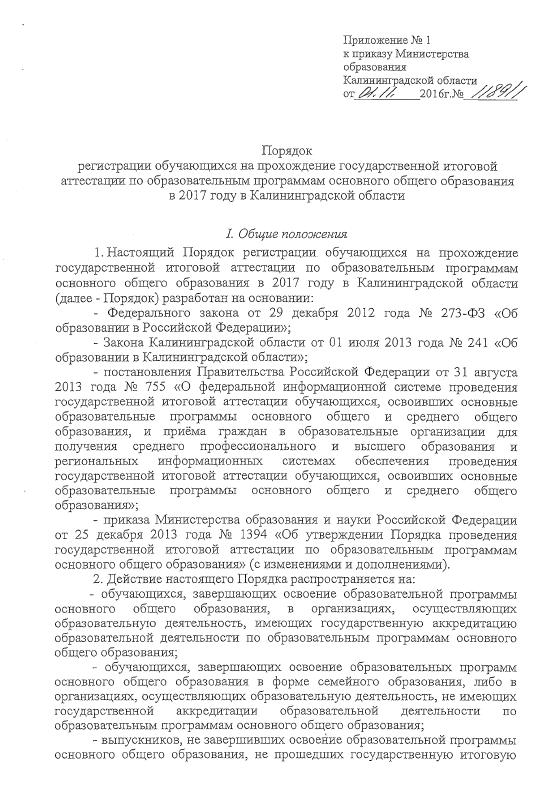 Приложение № 1
к приказу Министерства
образования
Калининградской области
от 01.11. 2016г.№ 1189/1
Порядок
регистрации обучающихся на прохождение государственной итоговой
аттестации по образовательным программам основного общего образования
в 2017 году в Калининградской области
I. Общие положения
1. Настоящий Порядок регистрации обучающихся на прохождение
государственной итоговой аттестации по образовательным программам
основного общего образования в 2017 году в Калининградской области
(далее - Порядок) разработан на основании:
- Федерального закона от 29 декабря 2012 года № 273-ФЗ «Об
образовании в Российской Федерации»;
- Закона Калининградской области от 01 июля 2013 года № 241 «Об
образовании в Калининградской области»;
- постановления Правительства Российской Федерации от 31 августа
2013 года № 755 «О федеральной информационной системе проведения
государственной итоговой аттестации обучающихся, освоивших основные
образовательные программы основного общего и среднего общего
образования, и приёма граждан в образовательные организации для
получения среднего профессионального и высшего образования и
региональных информационных системах обеспечения проведения
государственной итоговой аттестации обучающихся, освоивших основные
образовательные программы основного общего и среднего общего
образования»;
- приказа Министерства образования и науки Российской Федерации
от 25 декабря 2013 года № 1394 «Об утверждении Порядка проведения
государственной итоговой аттестации по образовательным программам
основного общего образования» (с изменениями и дополнениями).
2. Действие настоящего Порядка распространяется на:
- обучающихся, завершающих освоение образовательной программы
основного общего образования, в организациях, осуществляющих
образовательную деятельность, имеющих государственную аккредитацию
образовательной деятельности по образовательным программам основного
общего образования;
- обучающихся, завершающих освоение образовательных программ
основного общего образования в форме семейного образования, либо в
организациях, осуществляющих образовательную деятельность, не имеющих
государственной аккредитации образовательной деятельности по
образовательным программам основного общего образования;
- выпускников, не завершивших освоение образовательной программы
основного общего образования, не прошедших государственную итоговую